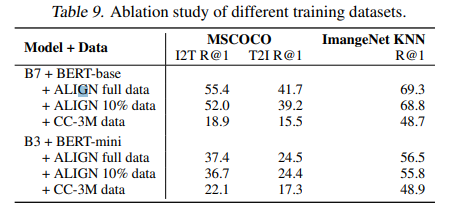 Table 9. Ablation study of different training datasets.
Model + Data MSCOCO ImangeNet KNN
I2T R@1 T2I R@1 R@1
B7 + BERT-base
+ ALIGN full data 55.4 41.7 69.3
+ ALIGN 10% data 52.0 39.2 68.8
+ CC-3M data 18.9 15.5 48.7
B3 + BERT-mini
+ ALIGN full data 37.4 24.5 56.5
+ ALIGN 10% data 36.7 24.4 55.8
+ CC-3M data 22.1 17.3 48.9